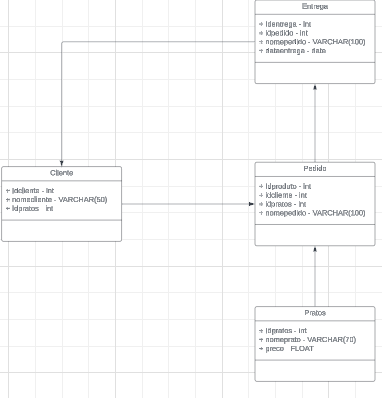 Entrega
+ identrega - int
+ idpedido - int
+ nomepedido - VARCHAR(100)
+ dataentrega - date
Cliente
+ idcliente - int
+ nomecliente - VARCHAR(50)
+ idpratos int
Pedido
+ idproduto - int
+ idcliente - int
+ idpratos - int
+ nomepedido - VARCHAR(100)
Pratos
+ idpratos - int
+ nomeprato - VARCHAR(70)
+ preco FLOAT